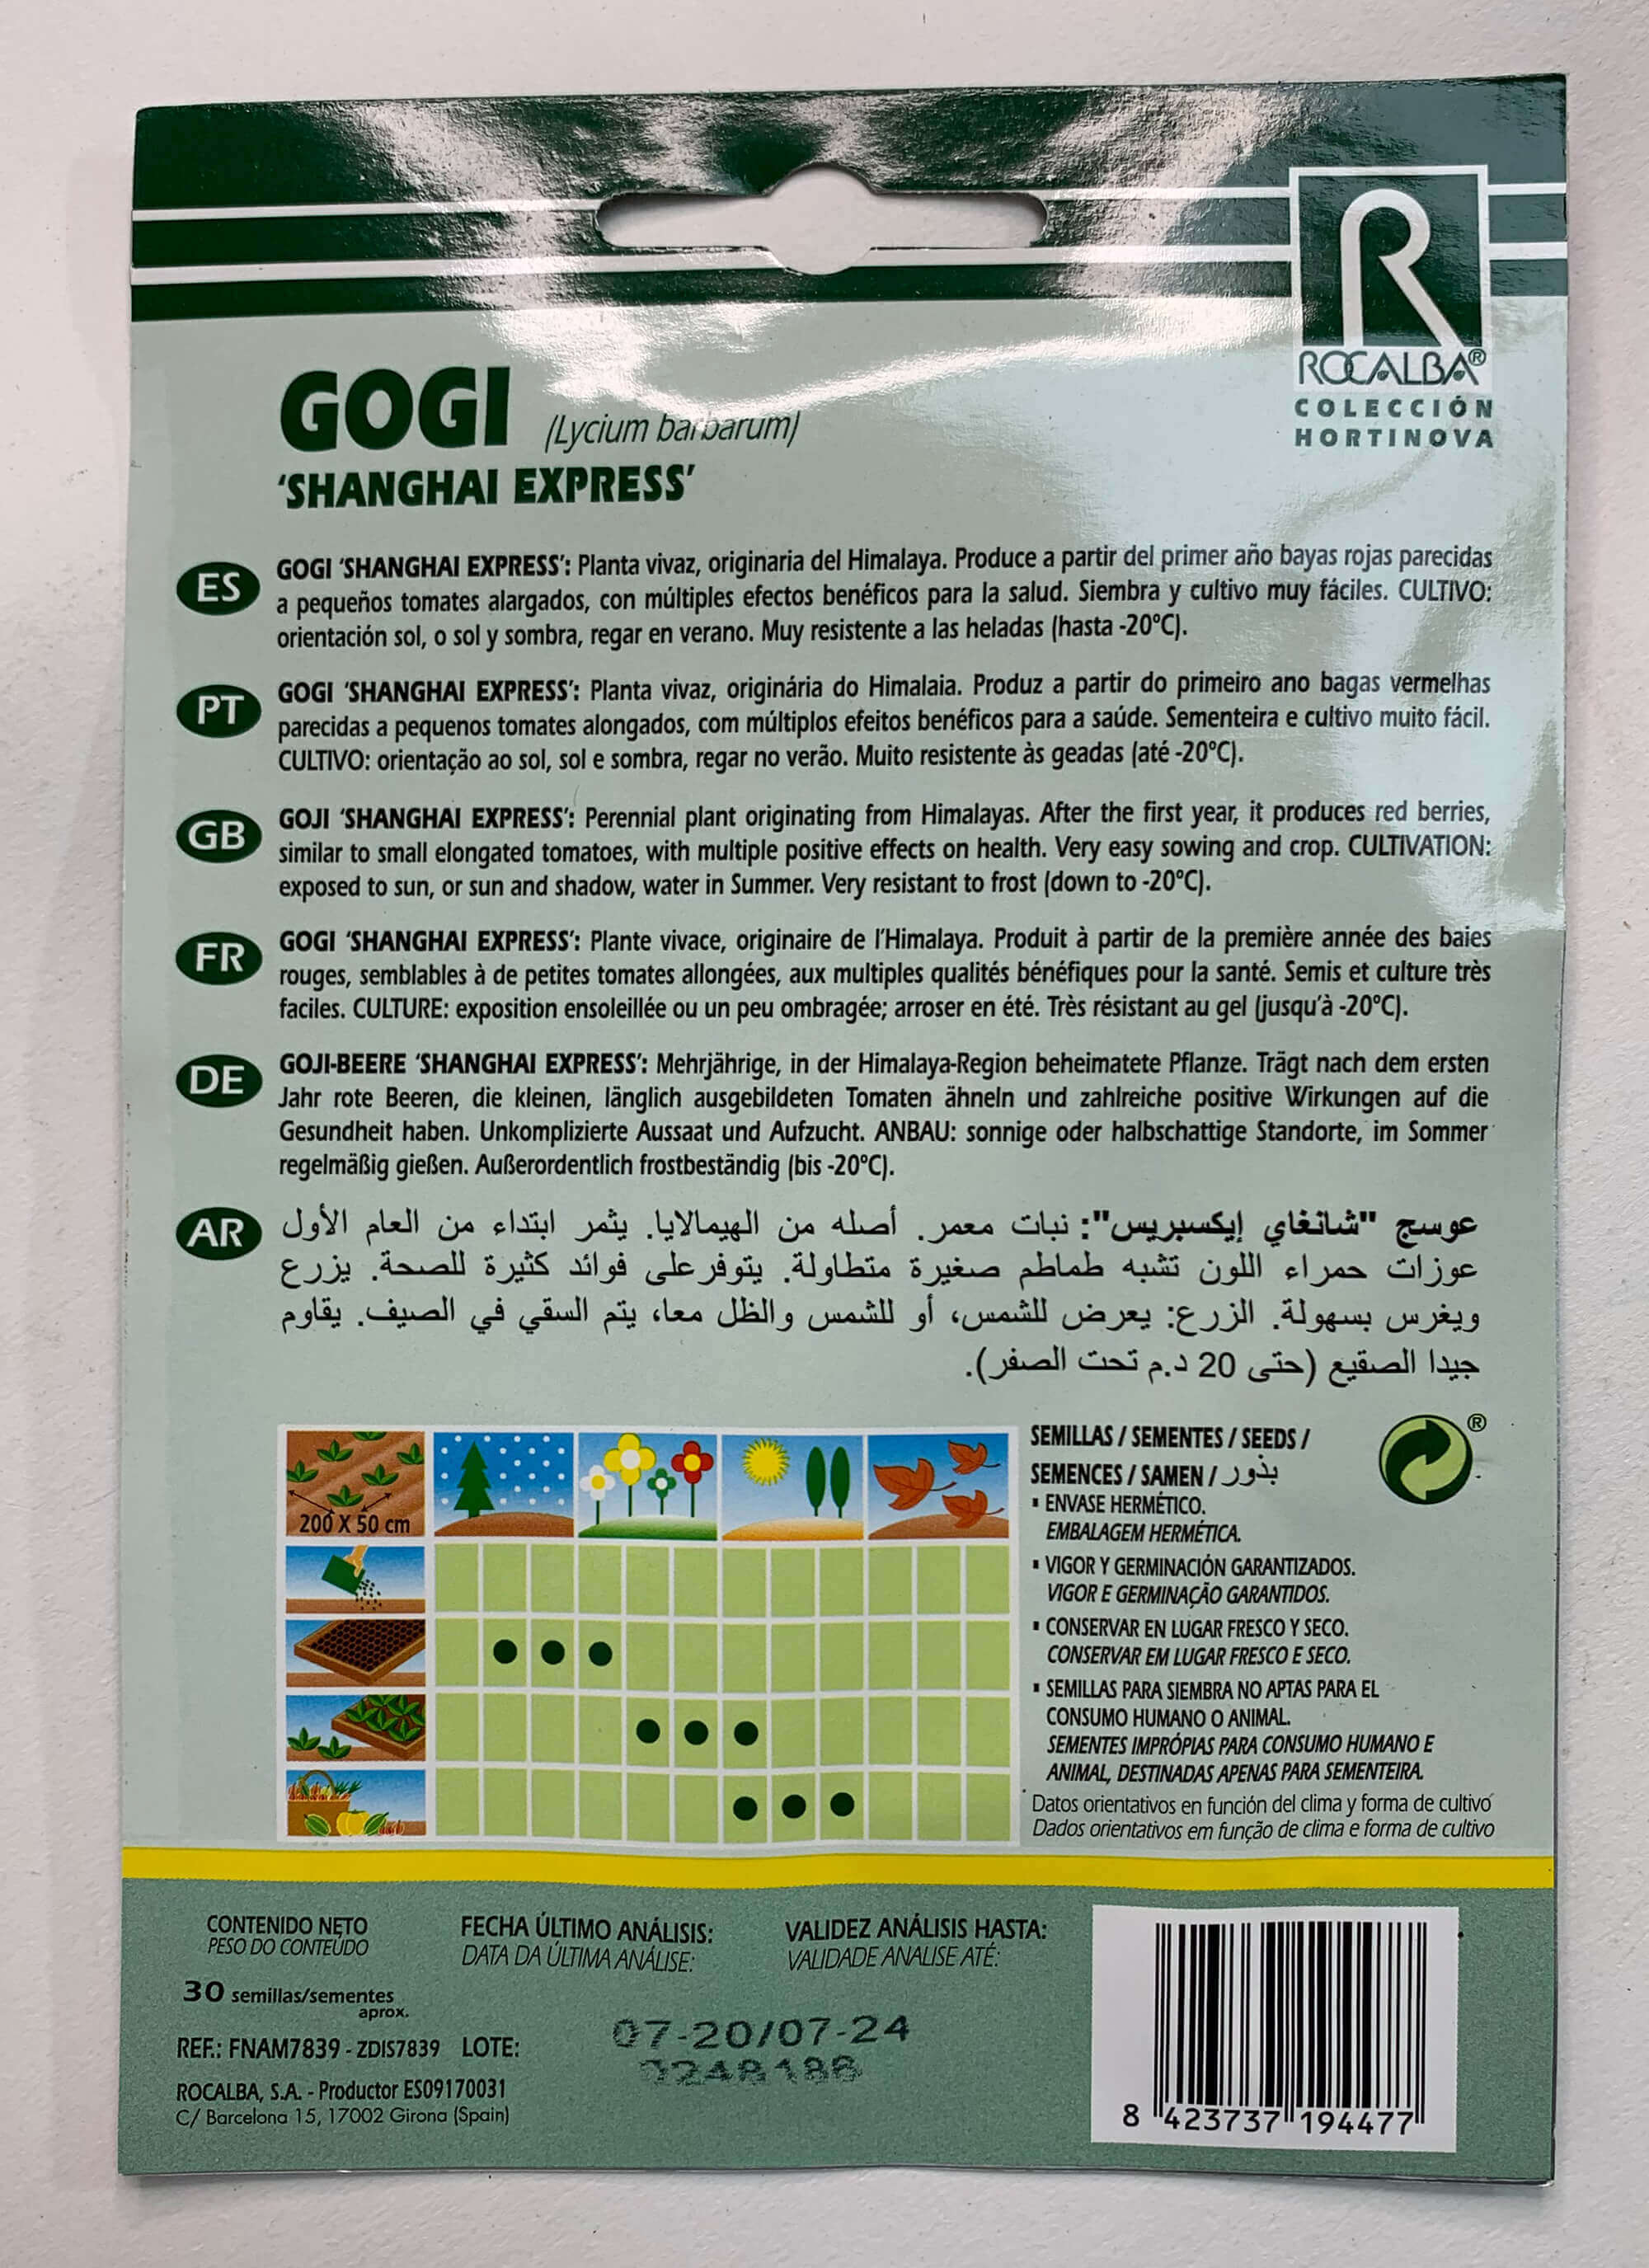 R
ROCALBA®
COLECCIÓN
HORTINOVA
GOGI (Lycium barbarum)
‘SHANGHAI EXPRESS’
ES
GOGI ‘SHANGHAI EXPRESS’: Planta vivaz, originaria del Himalaya. Produce a partir del primer año bayas rojas parecidas
a pequeños tomates alargados, con múltiples efectos benéficos para la salud. Siembra y cultivo muy fáciles. CULTIVO:
orientación sol, o sol y sombra, regar en verano. Muy resistente a las heladas (hasta -20ºC).
PT
GOGI ‘SHANGHAI EXPRESS’: Planta vivaz, originária do Himalaia. Produz a partir do primeiro ano bagas vermelhas
parecidas a pequenos tomates alongados, com múltiplos efeitos benéficos para a saúde. Sementeira e cultivo muito fácil.
CULTIVO: orientação ao sol, sol e sombra, regar no verão. Muito resistente às geadas (até -20ºC).
GB
GOJI ‘SHANGHAI EXPRESS’: Perennial plant originating from Himalayas. After the first year, it produces red berries,
similar to small elongated tomatoes, with multiple positive effects on health. Very easy sowing and crop. CULTIVATION:
exposed to sun, or sun and shadow, water in Summer. Very resistant to frost (down to -20ºC).
FR
GOGI ‘SHANGHAI EXPRESS’: Plante vivace, originaire de l’Himalaya. Produit à partir de la première année des baies
rouges, semblables à de petites tomates allongées, aux multiples qualités bénéfiques pour la santé. Semis et culture très
faciles. CULTURE: exposition ensoleillée ou un peu ombragée; arroser en été. Très résistant au gel (jusqu’à -20ºC).
DE
GOJI-BEERE ‘SHANGHAI EXPRESS’: Mehrjährige, in der Himalaya-Region beheimatete Pflanze. Trägt nach dem ersten
Jahr rote Beeren, die kleinen, länglich ausgebildeten Tomaten ähneln und zahlreiche positive Wirkungen auf die
Gesundheit haben. Unkomplizierte Aussaat und Aufzucht. ANBAU: sonnige oder halbschattige Standorte, im Sommer
regelmäßig gießen. Außerordentlich frostbeständig (bis -20ºC).
AR
عوسج "شانغاي إيكسبريس": نبات معمر. أصله من الهيمالايا. يثمر ابتداء من العام الأول
عوزات حمراء اللون تشبه طماطم صغيرة متطاولة. يتوفرعلى فوائد كثيرة للصحة. يزرع
ويغرس بسهولة. الزرع: يعرض للشمس، أو للشمس والظل معا، يتم السقي في الصيف. يقاوم
جيدا الصقيع (حتى 20 د.م تحت الصفر).
200 X 50 cm
SEMILLAS / SEMENTES / SEEDS /
SEMENCES / SAMEN / بذور
®
▪ ENVASE HERMÉTICO.
EMBALAGEM HERMÉTICA.
▪ VIGOR Y GERMINACIÓN GARANTIZADOS.
VIGOR E GERMINAÇÃO GARANTIDOS.
▪ CONSERVAR EN LUGAR FRESCO Y SECO.
CONSERVAR EM LUGAR FRESCO E SECO.
▪ SEMILLAS PARA SIEMBRA NO APTAS PARA EL
CONSUMO HUMANO O ANIMAL.
SEMENTES IMPRÓPIAS PARA CONSUMO HUMANO E
ANIMAL, DESTINADAS APENAS PARA SEMENTEIRA.
Datos orientativos en función del clima y forma de cultivo
Dados orientativos em função de clima e forma de cultivo
CONTENIDO NETO
PESO DO CONTEÚDO
30 semillas/sementes
aprox.
FECHA ÚLTIMO ANÁLISIS:
DATA DA ÚLTIMA ANÁLISE:
VALIDEZ ANÁLISIS HASTA:
VALIDADE ANALISE ATÉ:
07-20/07-24
REF.: FNAM7839 - ZDIS7839 LOTE:
ROCALBA, S.A. - Productor ES09170031
C/ Barcelona 15, 17002 Girona (Spain)
8 423737 194477